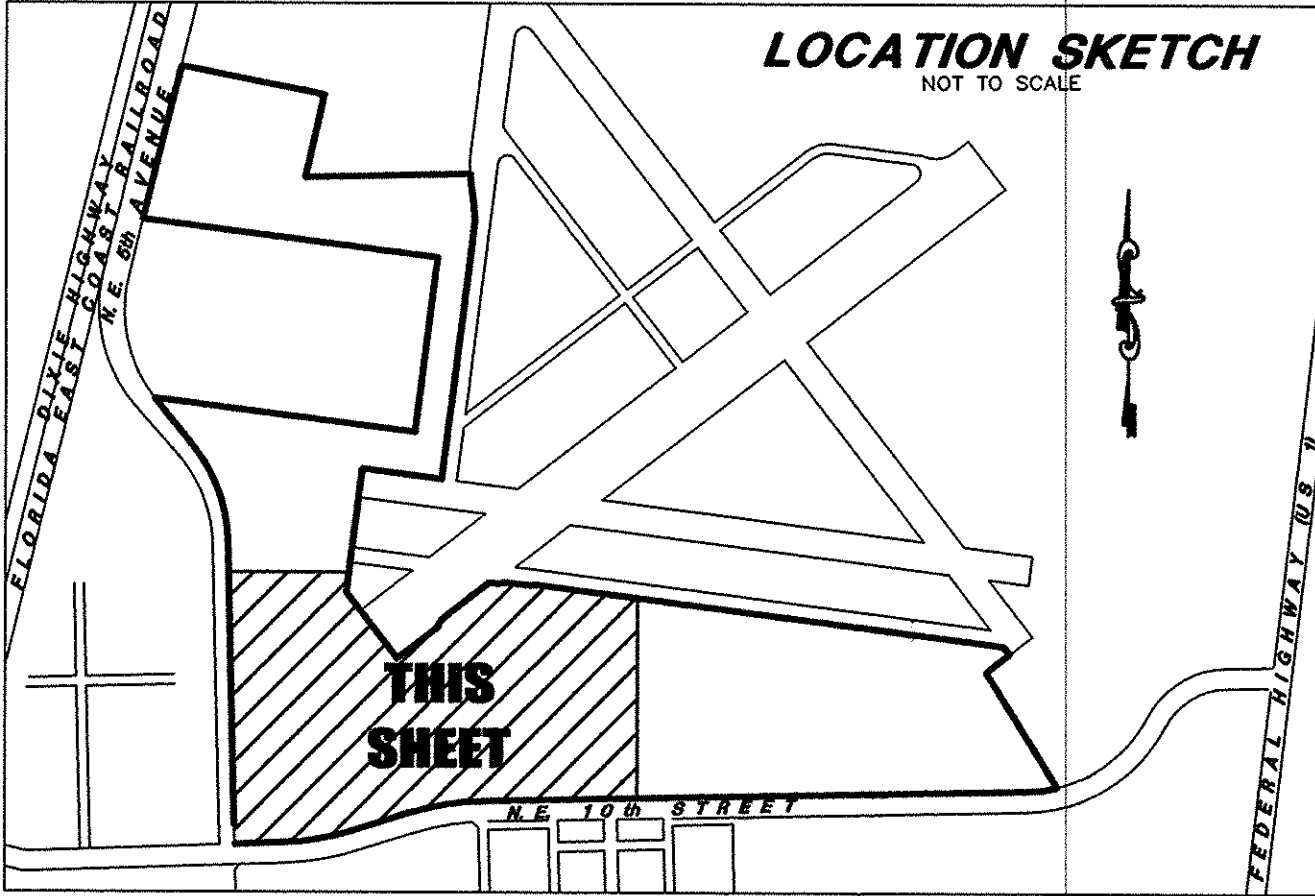 LOCATION SKETCH
NOT TO SCALE
DIXIE HIGHWAY
FLORIDA EAST COAST RAILROAD
N.E. 5th AVENUE
THIS
SHEET
N.E. 10th STREET
FEDERAL HIGHWAY (US 1)